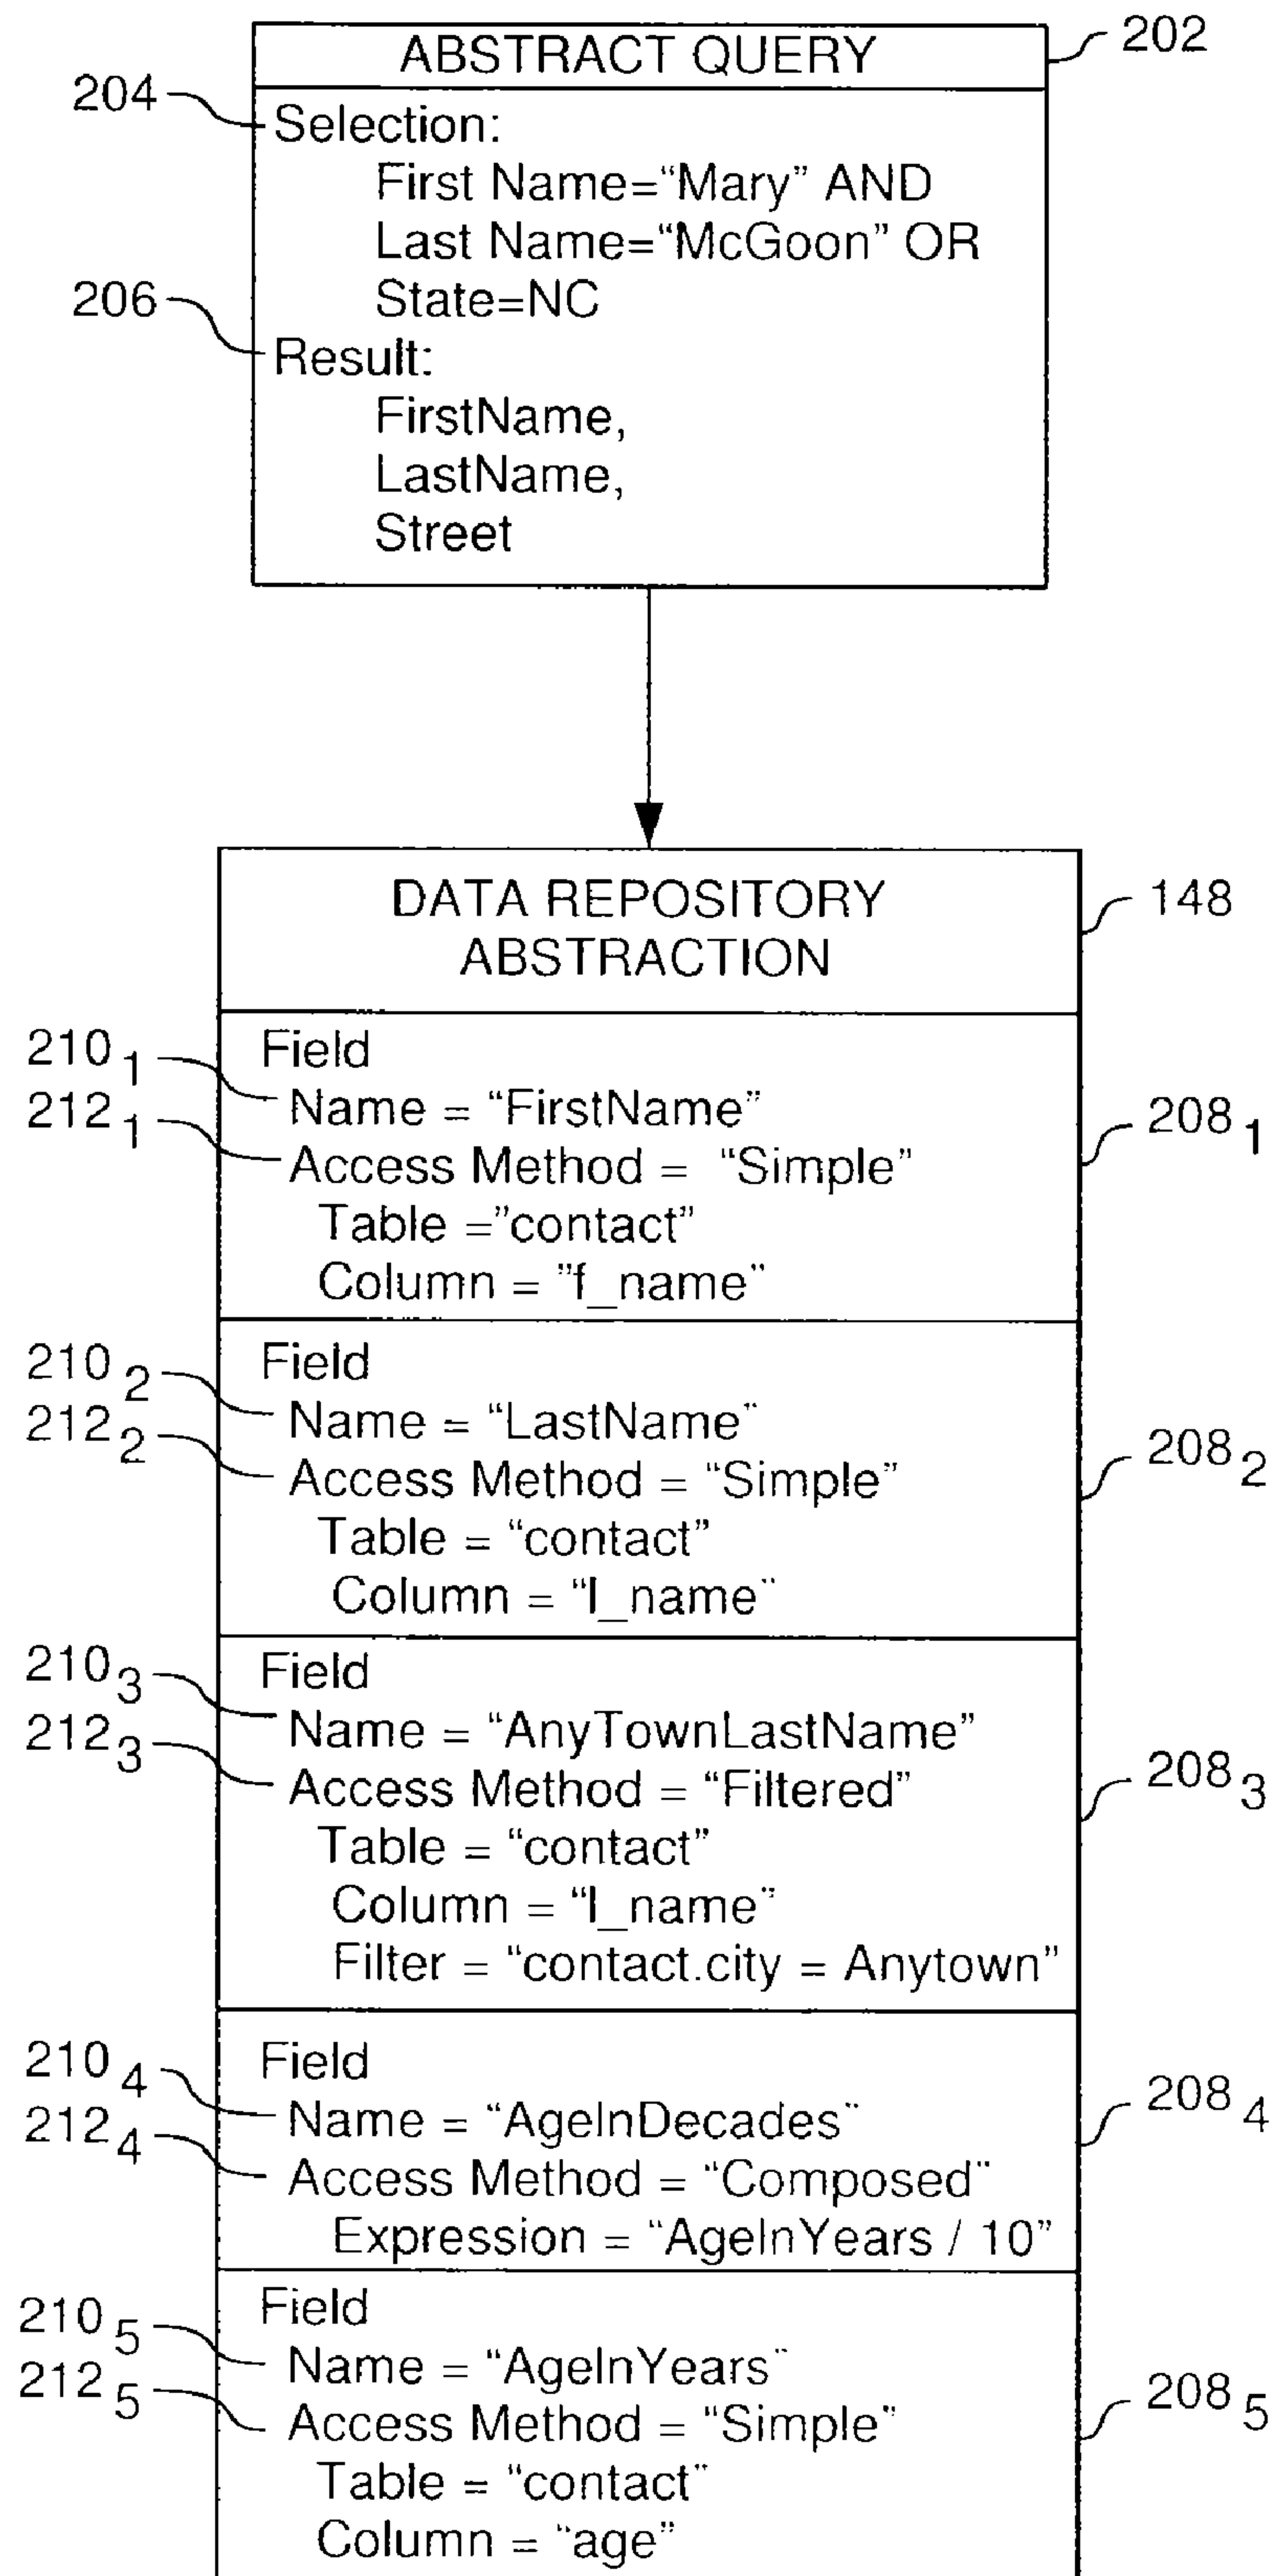 ABSTRACT QUERY
202
204
Selection:
First Name="Mary" AND
Last Name="McGoon" OR
State=NC
206
Result:
FirstName,
LastName,
Street
DATA REPOSITORY
ABSTRACTION
148
210 1
Field
Name = "FirstName"
212 1
Access Method = "Simple"
208 1
Table ="contact"
Column = "f_name"
210 2
Field
Name = "LastName"
212 2
Access Method = "Simple"
208 2
Table = "contact"
Column = "l_name"
210 3
Field
Name = "AnyTownLastName"
212 3
Access Method = "Filtered"
208 3
Table = "contact"
Column = "l_name"
Filter = "contact.city = Anytown"
210 4
Field
Name = "AgeInDecades"
212 4
Access Method = "Composed"
208 4
Expression = "AgeInYears / 10"
210 5
Field
Name = "AgeInYears"
212 5
Access Method = "Simple"
208 5
Table = "contact"
Column = "age"